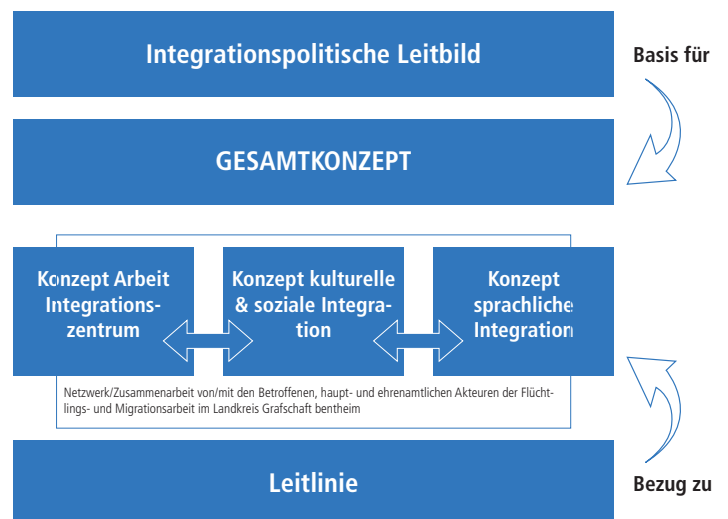 Integrationspolitische Leitbild
Basis für
GESAMTKONZEPT
Konzept Arbeit
Integrations-
zentrum
Konzept kulturelle
& soziale Integra-
tion
Konzept
sprachliche
Integration
Netzwerk/Zusammenarbeit von/mit den Betroffenen, haupt- und ehrenamtlichen Akteuren der Flücht-
lings- und Migrationsarbeit im Landkreis Grafschaft bentheim
Leitlinie
Bezug zu